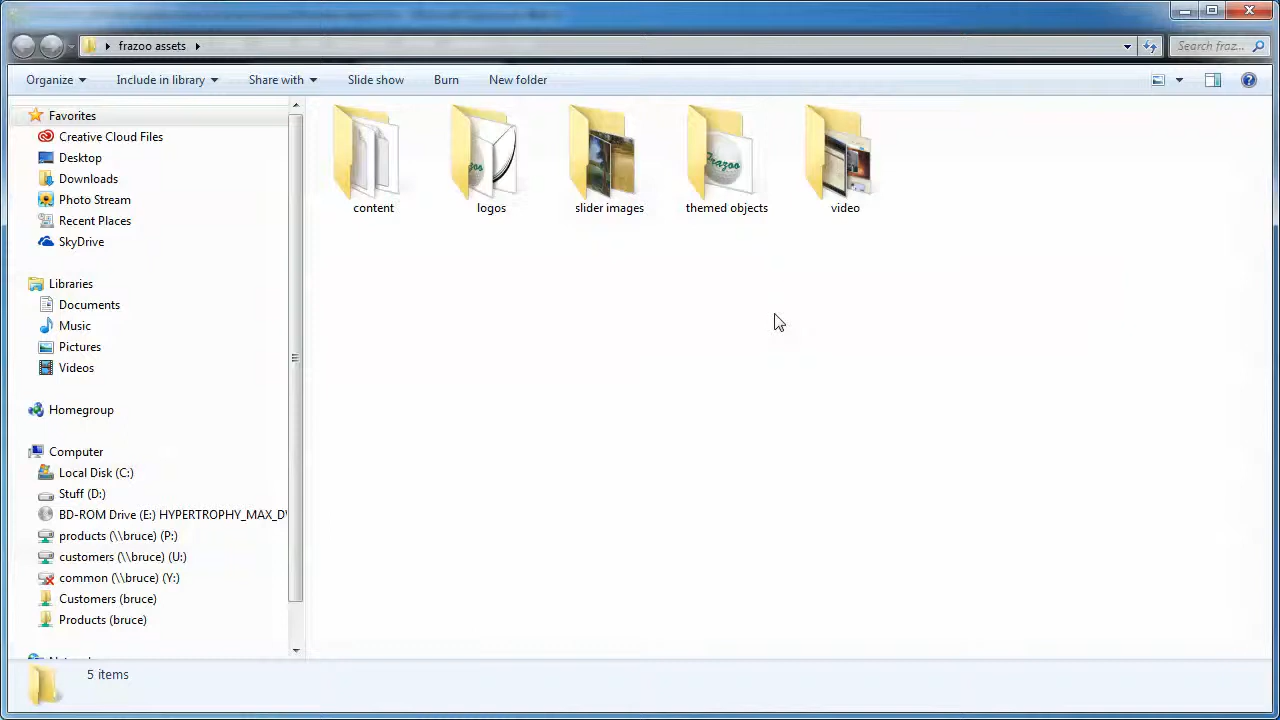 frazoo assets
Search fraz...
Organize
Include in library
Share with
Slide show
Burn
New folder
Favorites
Creative Cloud Files
Desktop
Downloads
Photo Stream
Recent Places
SkyDrive
Libraries
Documents
Music
Pictures
Videos
Homegroup
Computer
Local Disk (C:)
Stuff (D:)
BD-ROM Drive (E:) HYPERTROPHY_MAX_D
products (\\bruce) (P:)
customers (\\bruce) (U:)
common (\\bruce) (Y:)
Customers (bruce)
Products (bruce)
content
logos
slider images
Frazoo
themed objects
video
5 items